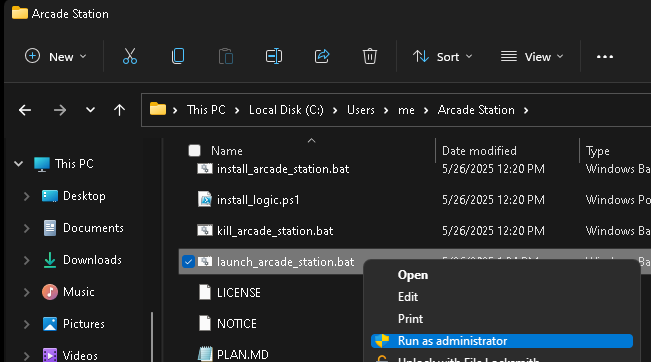 Arcade Station
New Sort View
This PC Local Disk (C:) Users me Arcade Station
Name Date modified Type
This PC install_arcade_station.bat 5/26/2025 12:20 PM Windows Ba
Desktop install_logic.ps1 5/26/2025 12:20 PM Windows Po
Documents kill_arcade_station.bat 5/26/2025 12:20 PM Windows Ba
Downloads launch_arcade_station.bat
Open
Music LICENSE Edit
Pictures NOTICE Print
Run as administrator
Videos PLAN.MD Unlock with File Locksmith